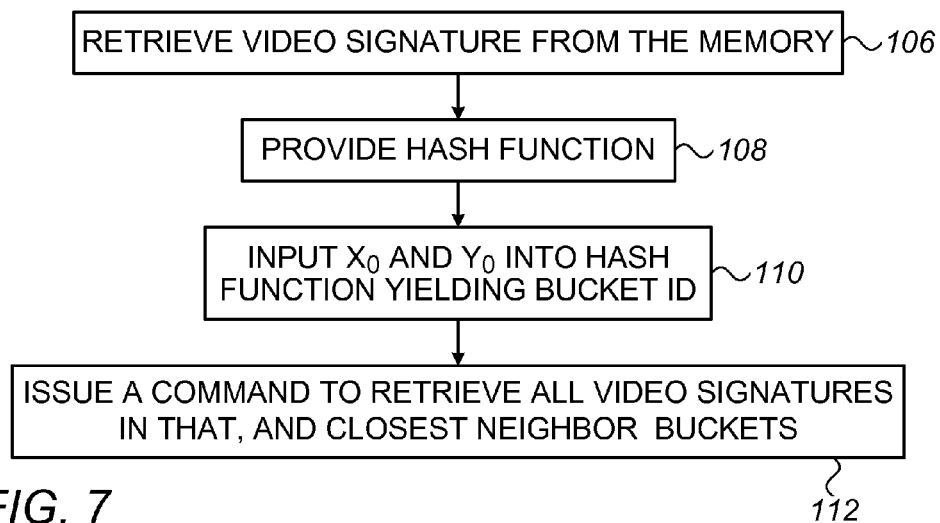 RETRIEVE VIDEO SIGNATURE FROM THE MEMORY 106
PROVIDE HASH FUNCTION 108
INPUT X₀ AND Y₀ INTO HASH
FUNCTION YIELDING BUCKET ID
110
ISSUE A COMMAND TO RETRIEVE ALL VIDEO SIGNATURES
IN THAT, AND CLOSEST NEIGHBOR BUCKETS
112
FIG. 7